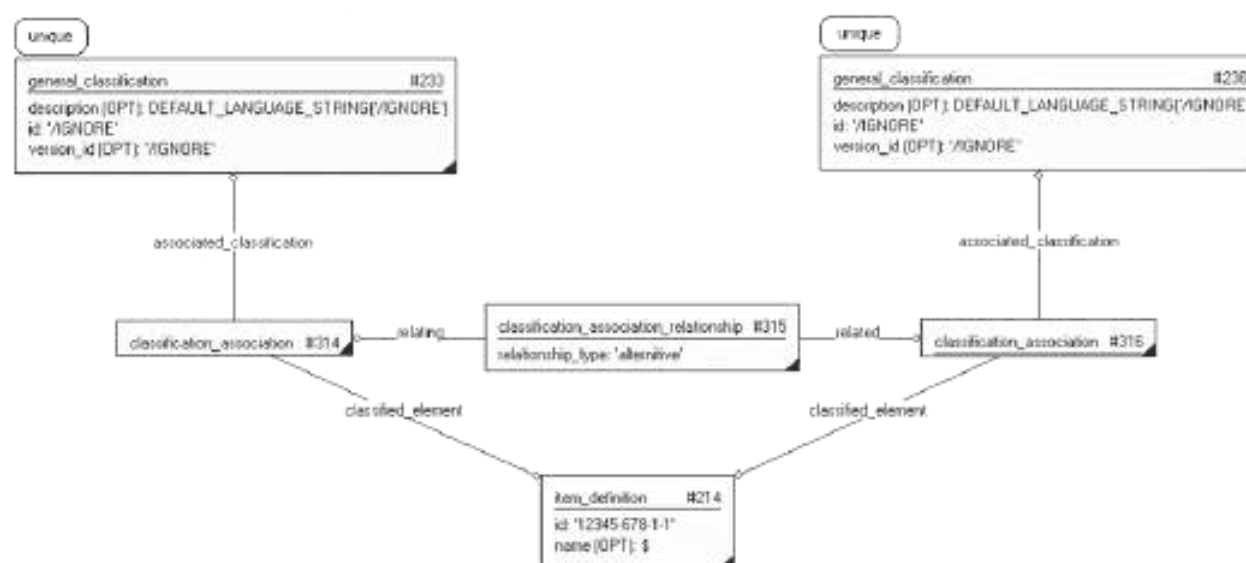 unique
unique
general_classification #233
description (OPT): DEFAULT_LANGUAGE_STRING('/IGNORE')
id: '/IGNORE'
version_id (OPT): '/IGNORE'
general_classification #236
description (OPT): DEFAULT_LANGUAGE_STRING('/IGNORE'
id: '/IGNORE'
version_id (OPT): '/IGNORE'
associated_classification
associated_classification
classification_association #314
relating
classification_association_relationship #315
relationship_type: 'alternitive'
related
classification_association #316
classified_element
classified_element
item_definition #214
id: '12345-678-1-1'
name (OPT): $